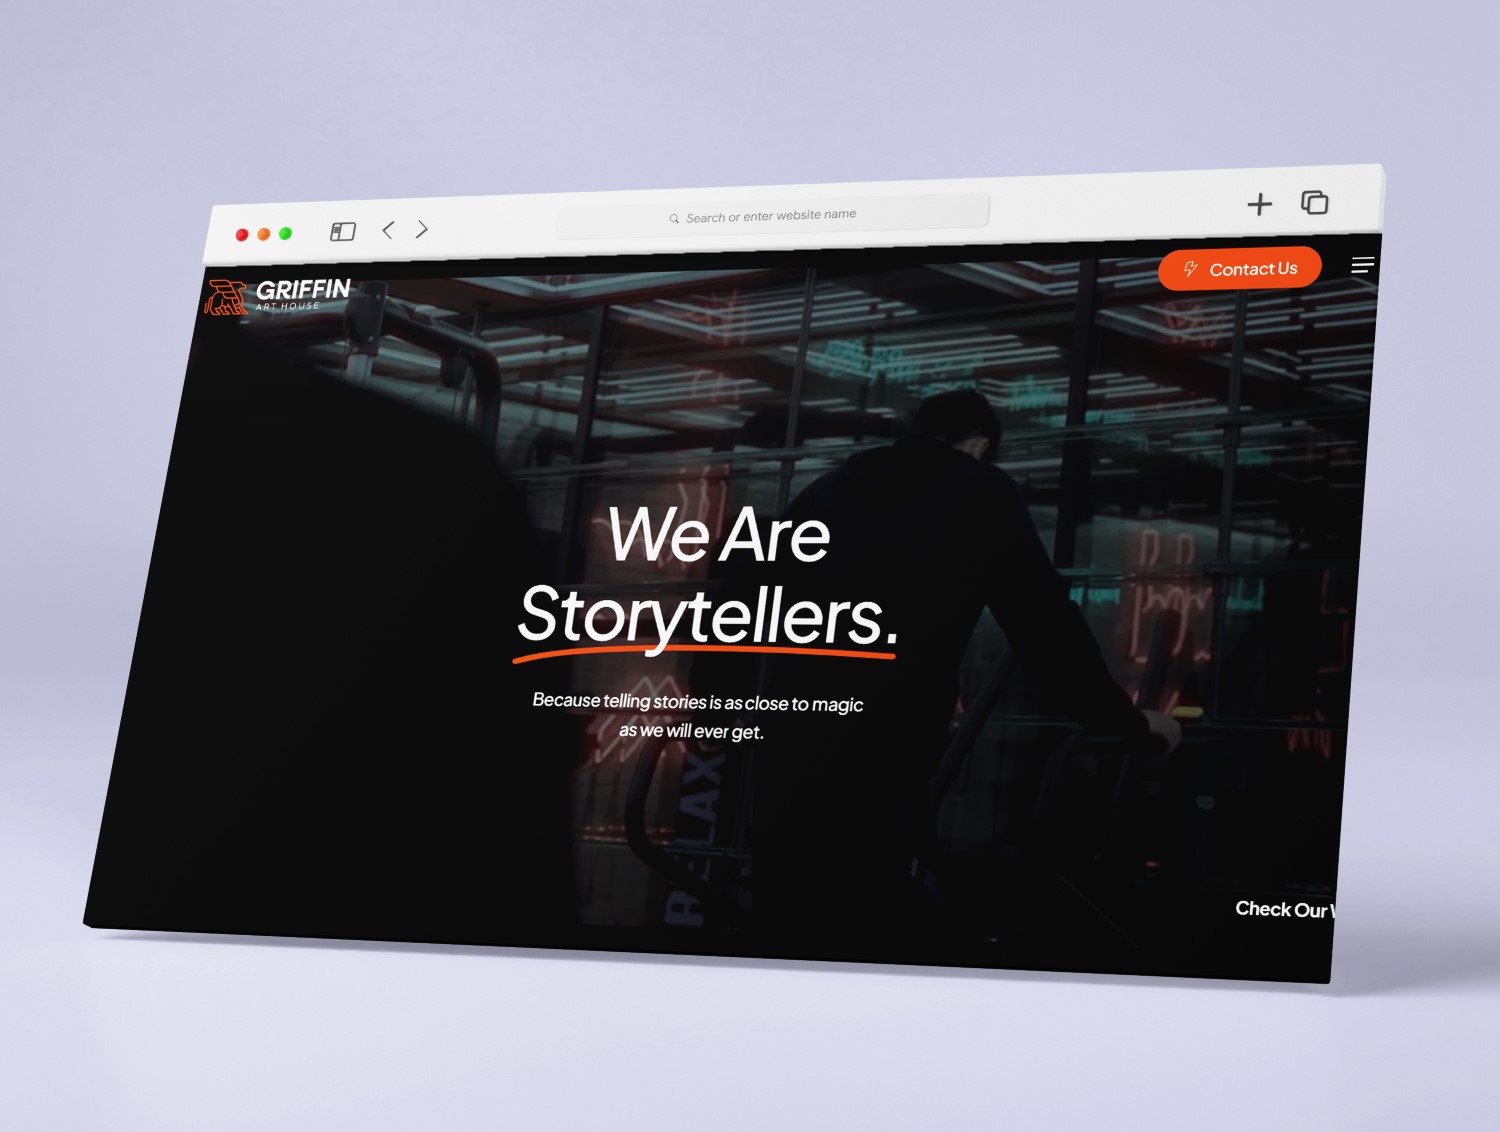 Search or enter website name
GRIFFIN
ART HOUSE
Contact Us
We Are
Storytellers.
Because telling stories is as close to magic
as we will ever get.
RELAX
Check Our